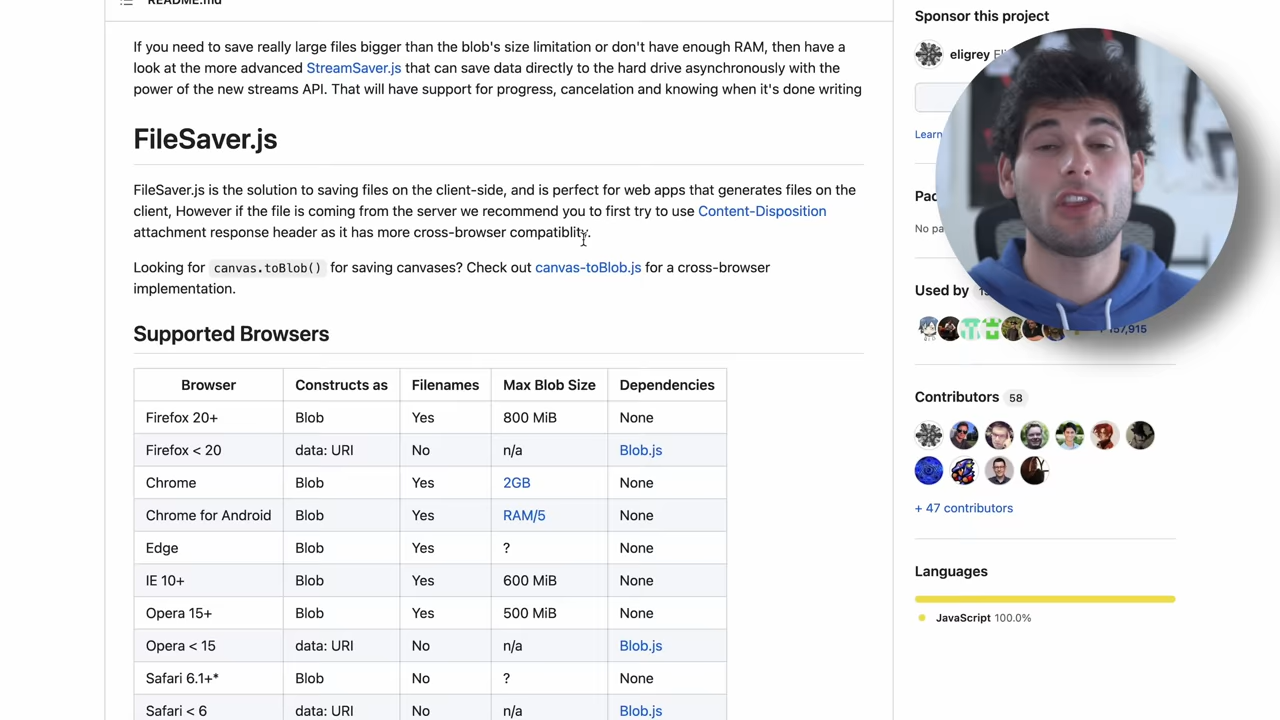 README.md
If you need to save really large files bigger than the blob's size limitation or don't have enough RAM, then have a
look at the more advanced StreamSaver.js that can save data directly to the hard drive asynchronously with the
power of the new streams API. That will have support for progress, cancelation and knowing when it's done writing
FileSaver.js
FileSaver.js is the solution to saving files on the client-side, and is perfect for web apps that generates files on the
client, However if the file is coming from the server we recommend you to first try to use Content-Disposition
attachment response header as it has more cross-browser compatiblity.
Looking for canvas.toBlob() for saving canvases? Check out canvas-toBlob.js for a cross-browser
implementation.
Supported Browsers
Browser Constructs as Filenames Max Blob Size Dependencies
Firefox 20+ Blob Yes 800 MiB None
Firefox < 20 data: URI No n/a Blob.js
Chrome Blob Yes 2GB None
Chrome for Android Blob Yes RAM/5 None
Edge Blob Yes ? None
IE 10+ Blob Yes 600 MiB None
Opera 15+ Blob Yes 500 MiB None
Opera < 15 data: URI No n/a Blob.js
Safari 6.1+* Blob No ? None
Safari < 6 data: URI No n/a Blob.js
Sponsor this project
eligrey
Learn
No pa
Used by
Contributors 58
+ 47 contributors
Languages
JavaScript 100.0%